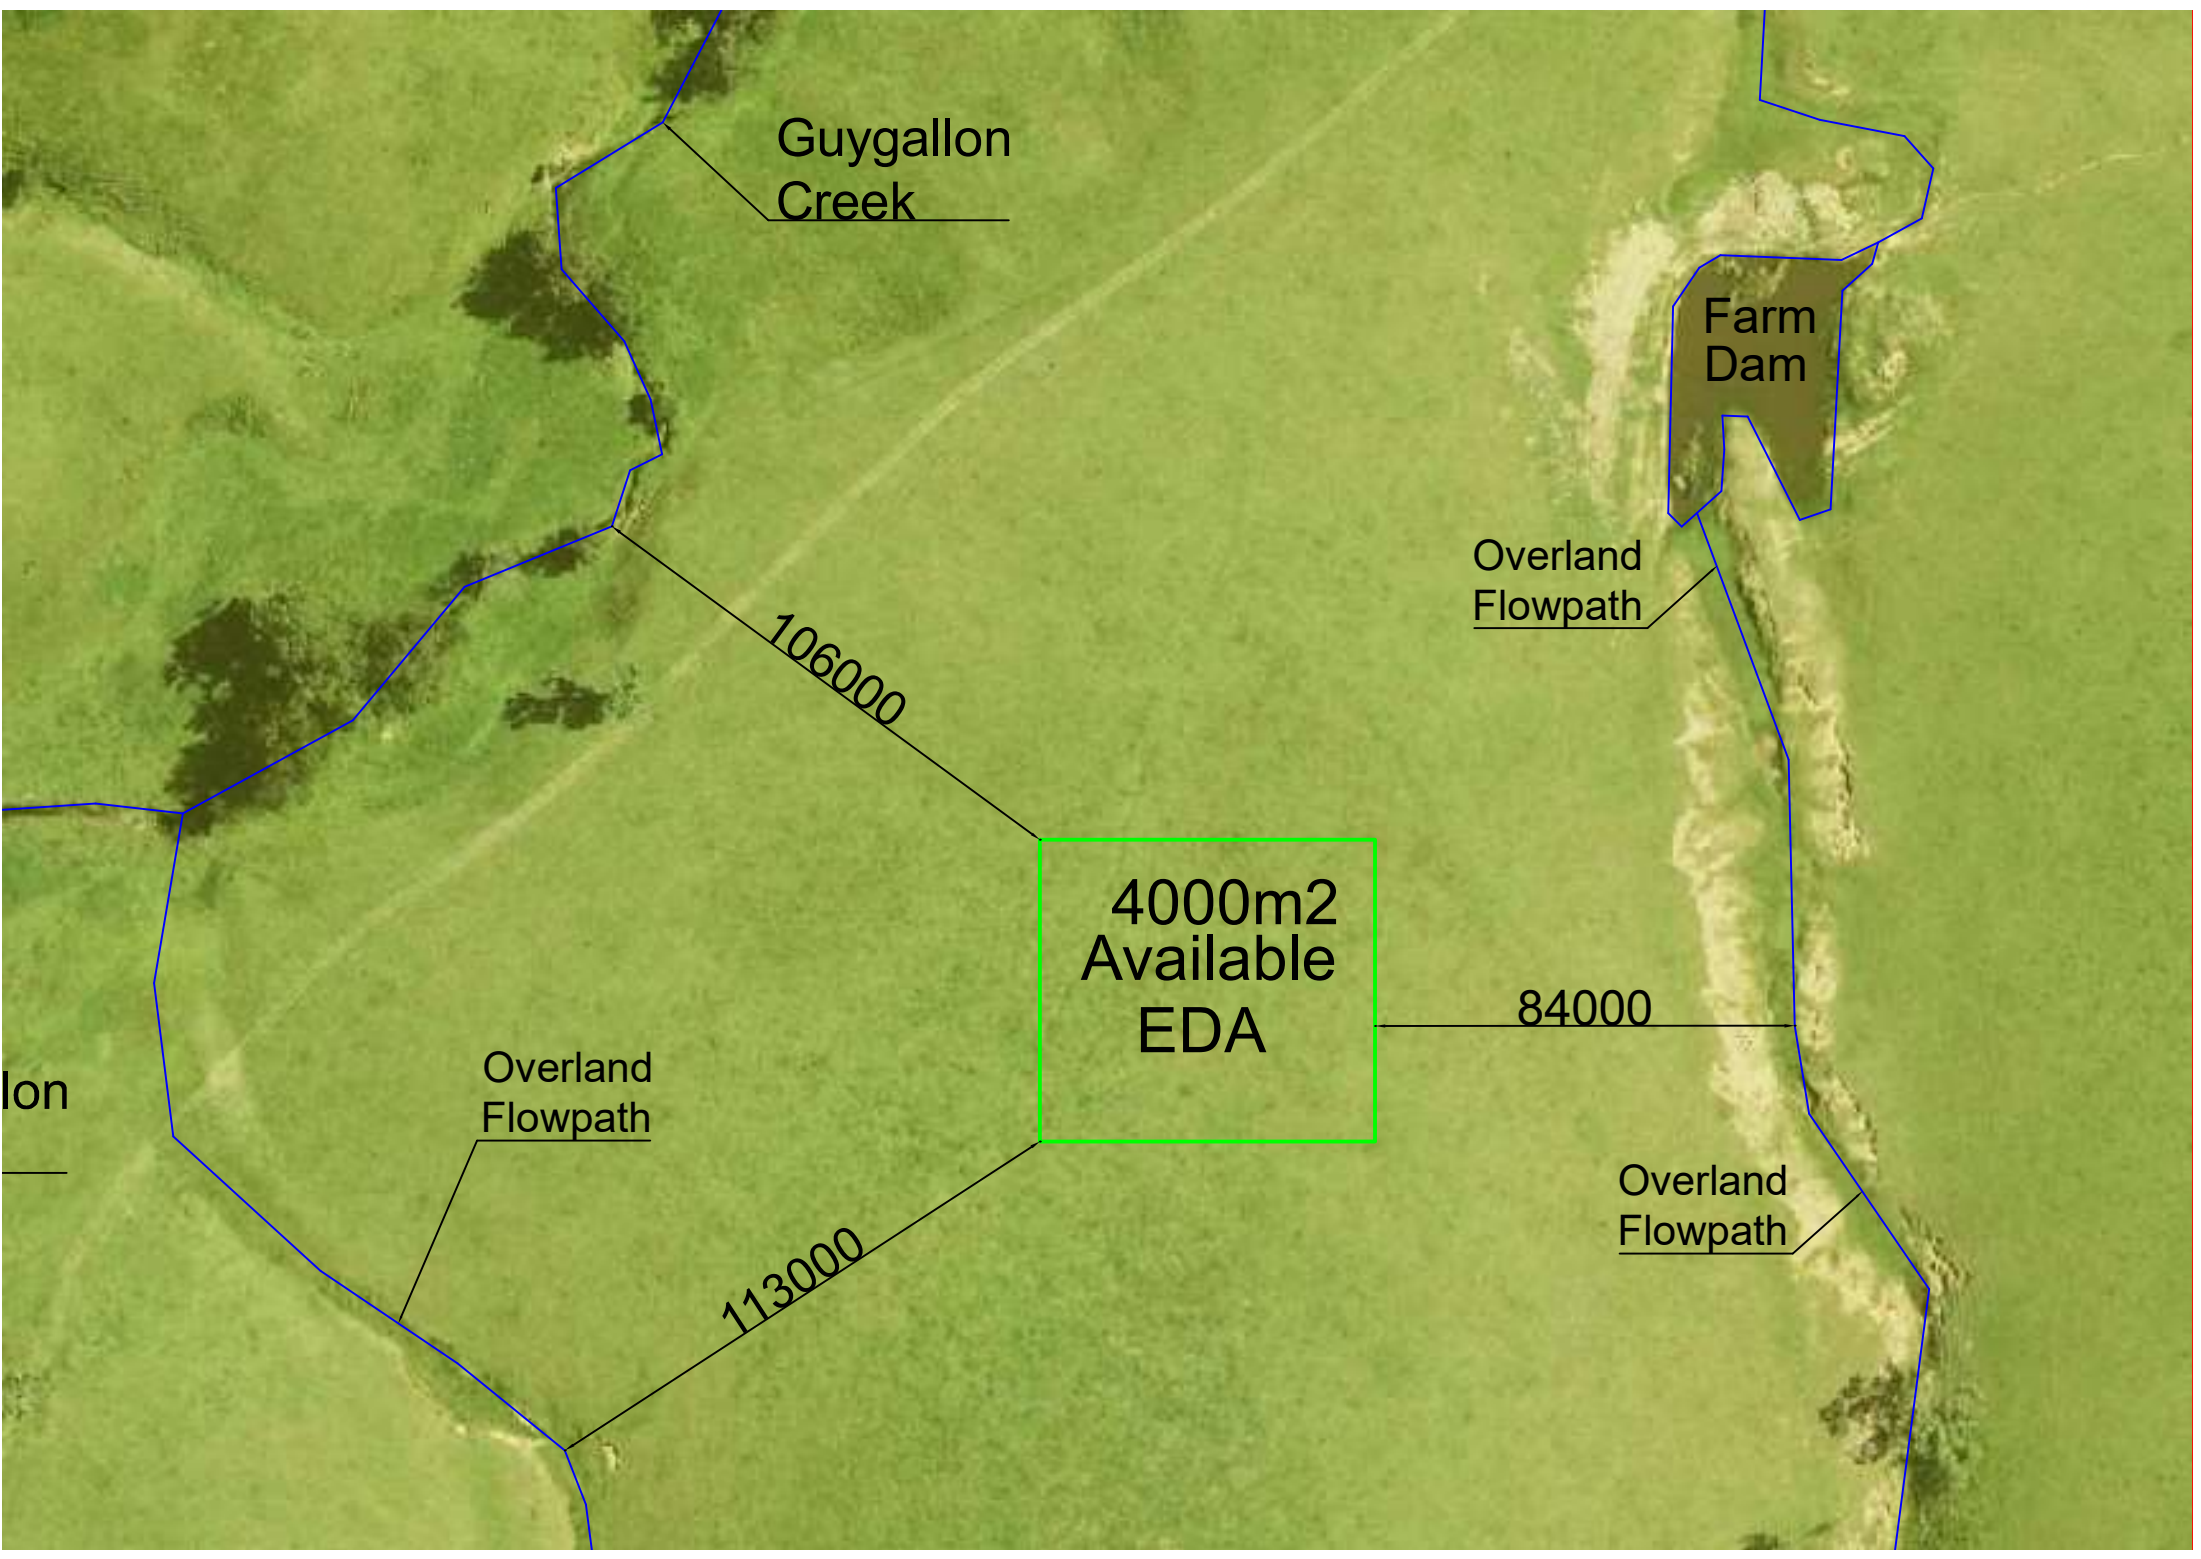 Guygallon
Creek
Farm
Dam
Overland
Flowpath
106000
4000m2
Available
EDA
84000
lon
Overland
Flowpath
Overland
Flowpath
113000